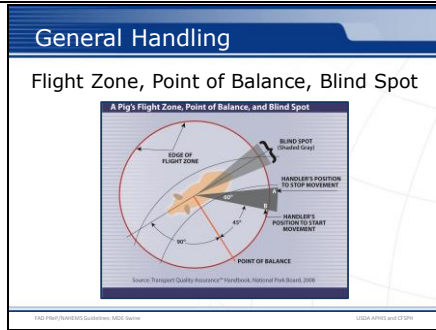 General Handling
Flight Zone, Point of Balance, Blind Spot
A Pig's Flight Zone, Point of Balance, and Blind Spot
BLIND SPOT
(Shaded Gray)
EDGE OF
FLIGHT ZONE
HANDLER'S POSITION
TO STOP MOVEMENT
A
60°
B
45°
HANDLER'S
POSITION TO START
MOVEMENT
90°
POINT OF BALANCE
Source: Transport Quality Assurance™ Handbook, National Pork Board, 2008
FAD PReP/NAHEMS Guidelines: MDE-Swine
USDA APHIS and CFSPH